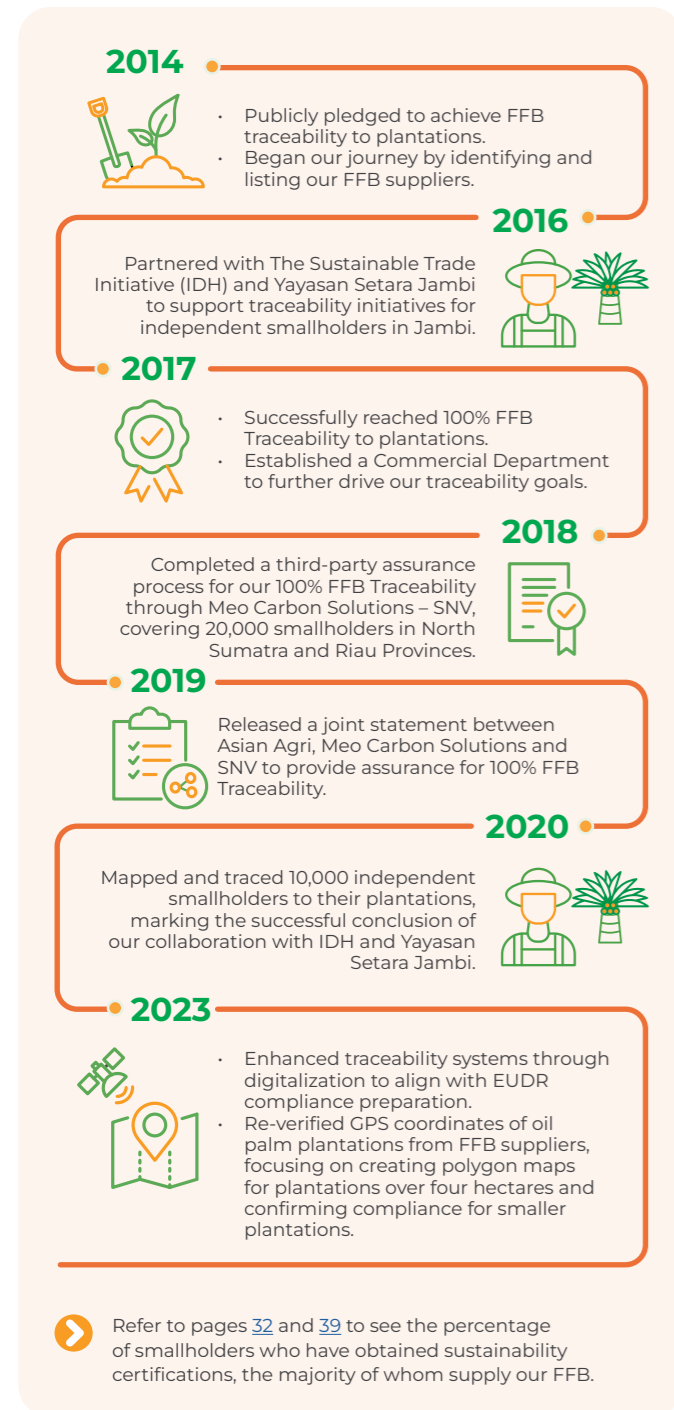 2014
• Publicly pledged to achieve FFB
traceability to plantations.
• Began our journey by identifying and
listing our FFB suppliers.
2016
Partnered with The Sustainable Trade
Initiative (IDH) and Yayasan Setara Jambi
to support traceability initiatives for
independent smallholders in Jambi.
2017
• Successfully reached 100% FFB
Traceability to plantations.
• Established a Commercial Department
to further drive our traceability goals.
2018
Completed a third-party assurance
process for our 100% FFB Traceability
through Meo Carbon Solutions – SNV,
covering 20,000 smallholders in North
Sumatra and Riau Provinces.
2019
Released a joint statement between
Asian Agri, Meo Carbon Solutions and
SNV to provide assurance for 100% FFB
Traceability.
2020
Mapped and traced 10,000 independent
smallholders to their plantations,
marking the successful conclusion of
our collaboration with IDH and Yayasan
Setara Jambi.
2023
• Enhanced traceability systems through
digitalization to align with EUDR
compliance preparation.
• Re-verified GPS coordinates of oil
palm plantations from FFB suppliers,
focusing on creating polygon maps
for plantations over four hectares and
confirming compliance for smaller
plantations.
Refer to pages 32 and 39 to see the percentage
of smallholders who have obtained sustainability
certifications, the majority of whom supply our FFB.